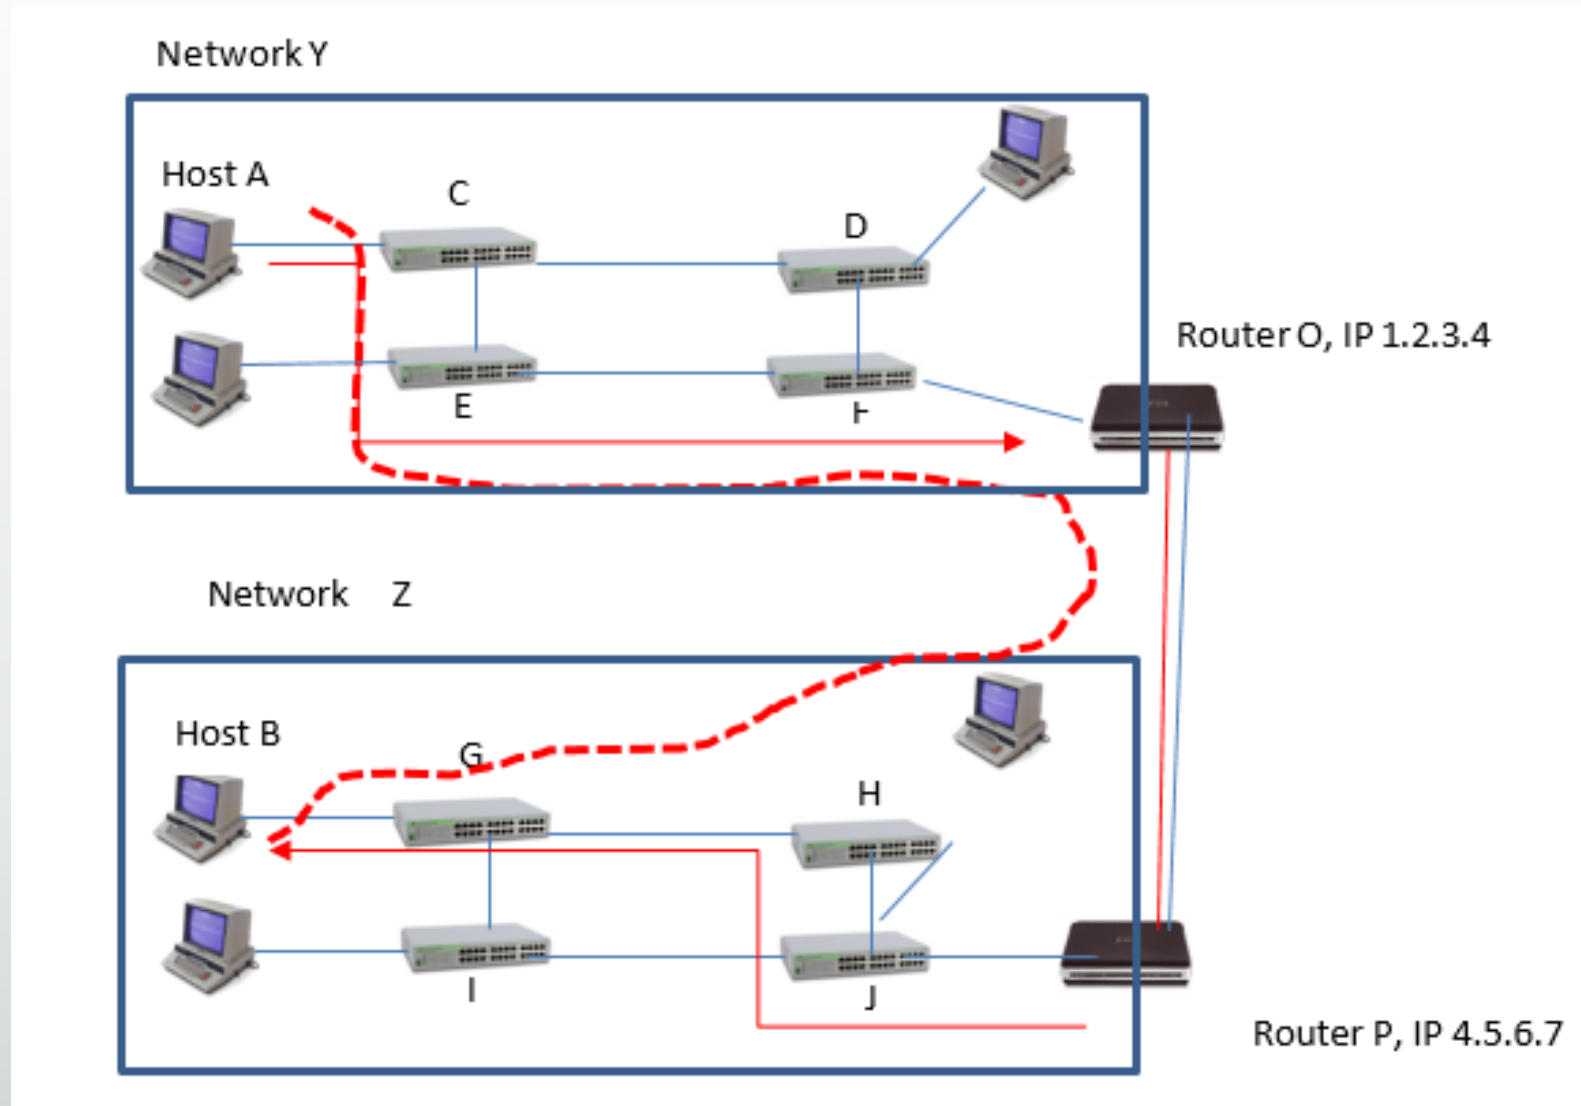 Network Y
Host A
C
D
Router O, IP 1.2.3.4
E
F
Network Z
Host B
G
H
I
J
Router P, IP 4.5.6.7